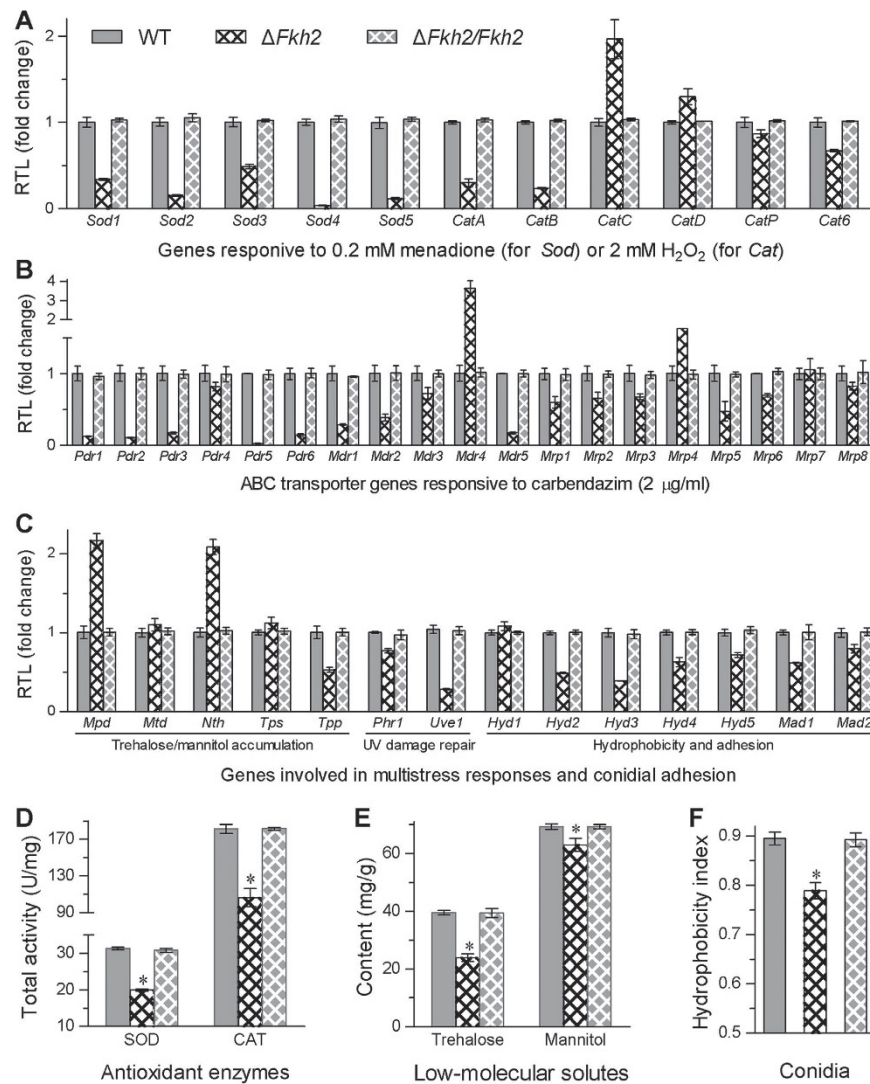 A
WT
ΔFkh2
ΔFkh2/Fkh2
RTL (fold change)
2
1
0
Sod1 Sod2 Sod3 Sod4 Sod5 CatA CatB CatC CatD CatP Cat6
Genes responive to 0.2 mM menadione (for Sod) or 2 mM H₂O₂ (for Cat)
B
RTL (fold change)
4
3
2
1
0
Pdr1 Pdr2 Pdr3 Pdr4 Pdr5 Pdr6 Mdr1 Mdr2 Mdr3 Mdr4 Mdr5 Mrp1 Mrp2 Mrp3 Mrp4 Mrp5 Mrp6 Mrp7 Mrp8
ABC transporter genes responsive to carbendazim (2 µg/ml)
C
RTL (fold change)
2
1
0
Mpd Mtd Nth Tps Tpp Phr1 Uve1 Hyd1 Hyd2 Hyd3 Hyd4 Hyd5 Mad1 Mad2
Trehalose/mannitol accumulation UV damage repair Hydrophobicity and adhesion
Genes involved in multistress responses and conidial adhesion
D
Total activity (U/mg)
170
130
90
30
20
10
*
*
SOD CAT
Antioxidant enzymes
E
Content (mg/g)
60
40
20
0
*
*
Trehalose Mannitol
Low-molecular solutes
F
Hydrophobicity index
0.9
0.8
0.7
0.6
0.5
*
Conidia